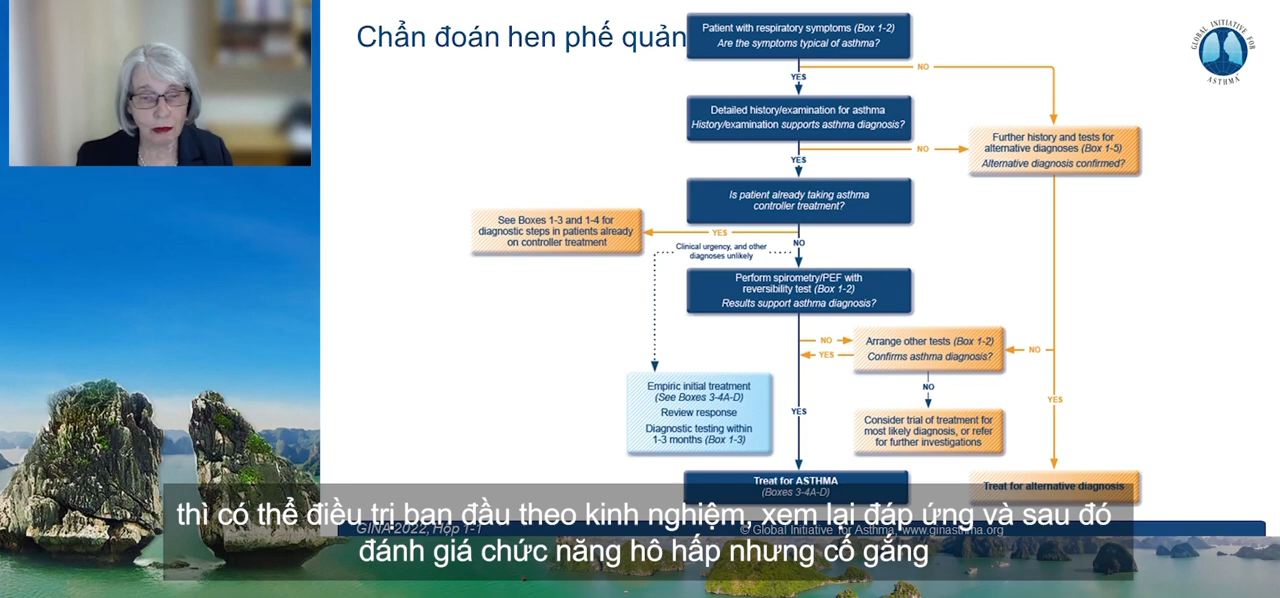 Chẩn đoán hen phế quản
Patient with respiratory symptoms (Box 1-2)
Are the symptoms typical of asthma?
GLOBAL INITIATIVE FOR ASTHMA
NO
YES
Detailed history/examination for asthma
History/examination supports asthma diagnosis?
Further history and tests for
alternative diagnoses (Box 1-5)
Alternative diagnosis confirmed?
NO
YES
Is patient already taking asthma
controller treatment?
See Boxes 1-3 and 1-4 for
diagnostic steps in patients already
on controller treatment
YES
NO
Clinical urgency, and other
diagnoses unlikely
Perform spirometry/PEF with
reversibility test (Box 1-2)
Results support asthma diagnosis?
NO
YES
Arrange other tests (Box 1-2)
Confirms asthma diagnosis?
NO
Empiric initial treatment
(See Boxes 3-4A-D)
Review response
Diagnostic testing within
1-3 months (Box 1-3)
NO
YES
YES
Consider trial of treatment for
most likely diagnosis, or refer
for further investigations
Treat for ASTHMA
(Boxes 3-4A-D)
Treat for alternative diagnosis
thì có thể điều trị ban đầu theo kinh nghiệm, xem lại đáp ứng và sau đó
GINA 2022, Hộp 1-1
© Global Initiative for Asthma, www.ginasthma.org
đánh giá chức năng hô hấp nhưng cố gắng